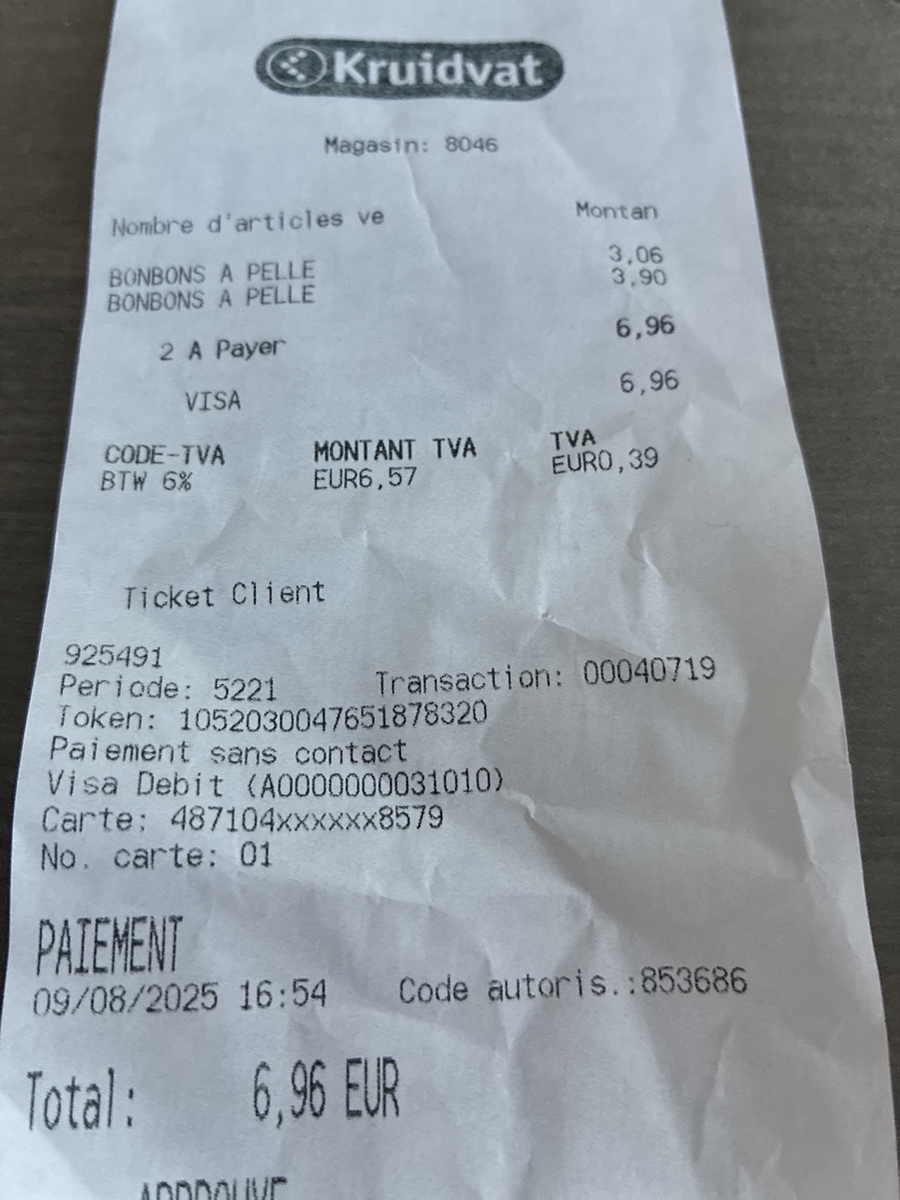 Kruidvat
Magasin: 8046
Nombre d'articles ve Montan
BONBONS A PELLE 3,06
BONBONS A PELLE 3,90
2 A Payer 6,96
VISA 6,96
CODE-TVA MONTANT TVA TVA
BTW 6% EUR6,57 EUR0,39
Ticket Client
925491
Periode: 5221 Transaction: 00040719
Token: 1052030047651878320
Paiement sans contact
Visa Debit (A0000000031010)
Carte: 487104xxxxxx8579
No. carte: 01
PAIEMENT
09/08/2025 16:54 Code autoris.:853686
Total: 6,96 EUR
APPROUVE